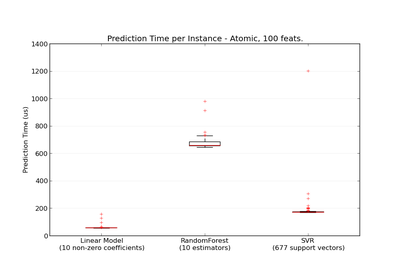 Prediction Time per Instance - Atomic, 100 feats.
1400
1200
1000
800
600
400
200
0
Prediction Time (us)
Linear Model
(10 non-zero coefficients)
RandomForest
(10 estimators)
SVR
(677 support vectors)